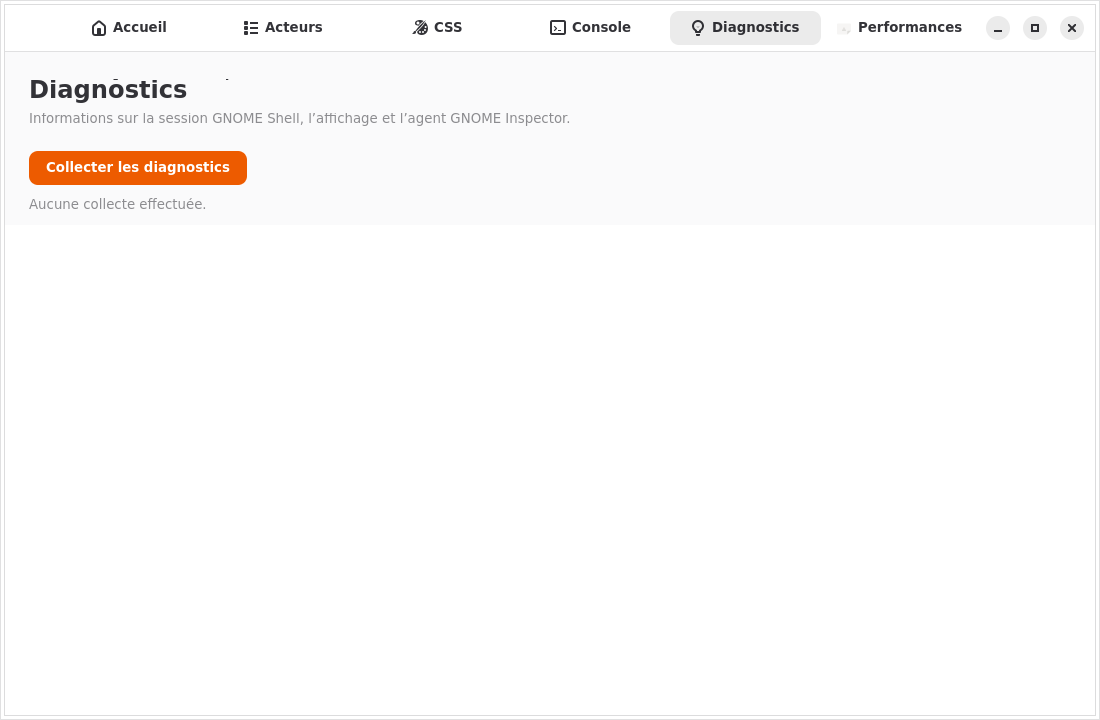 Accueil
Acteurs
CSS
Console
Diagnostics
Performances
Diagnostics
Informations sur la session GNOME Shell, l’affichage et l’agent GNOME Inspector.
Collecter les diagnostics
Aucune collecte effectuée.